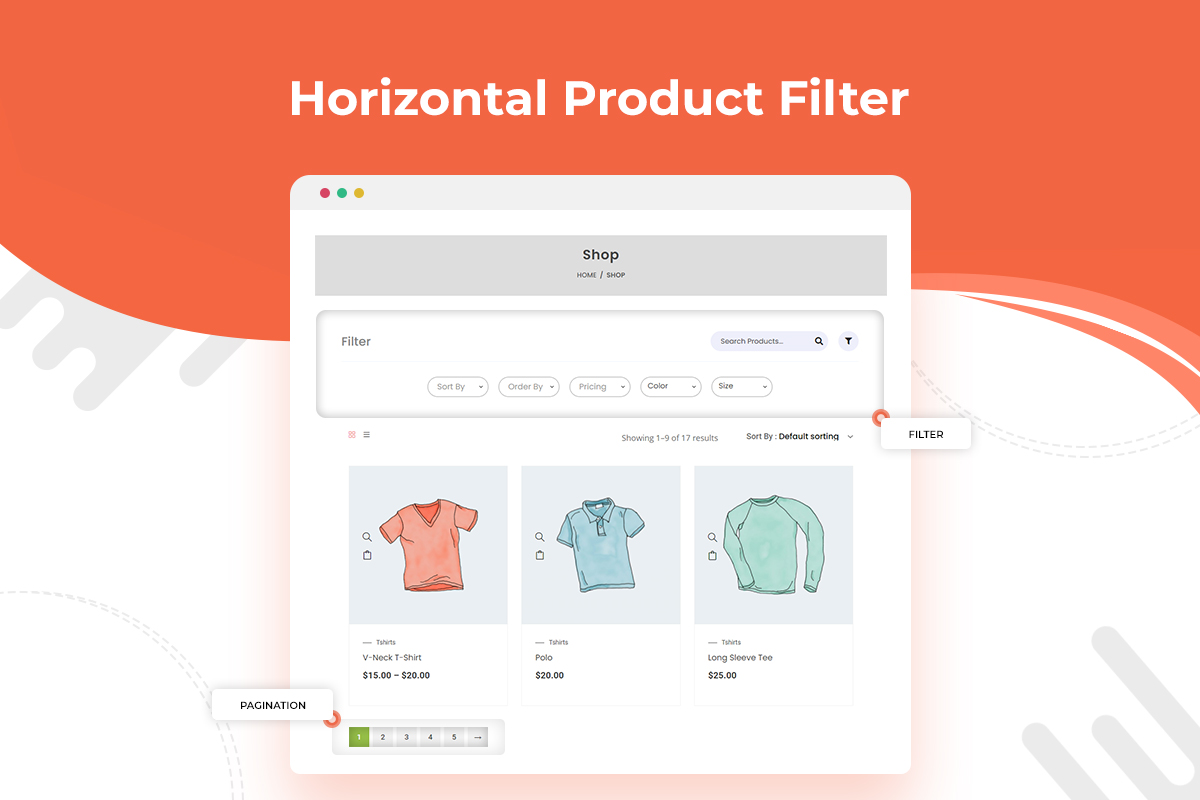 Horizontal Product Filter
Shop
HOME / SHOP
Filter
Search Products...
Sort By
Order By
Pricing
Color
Size
FILTER
Showing 1–9 of 17 results
Sort By : Default sorting
— Tshirts
V-Neck T-Shirt
$15.00 – $20.00
— Tshirts
Polo
$20.00
— Tshirts
Long Sleeve Tee
$25.00
PAGINATION
1 2 3 4 5 →